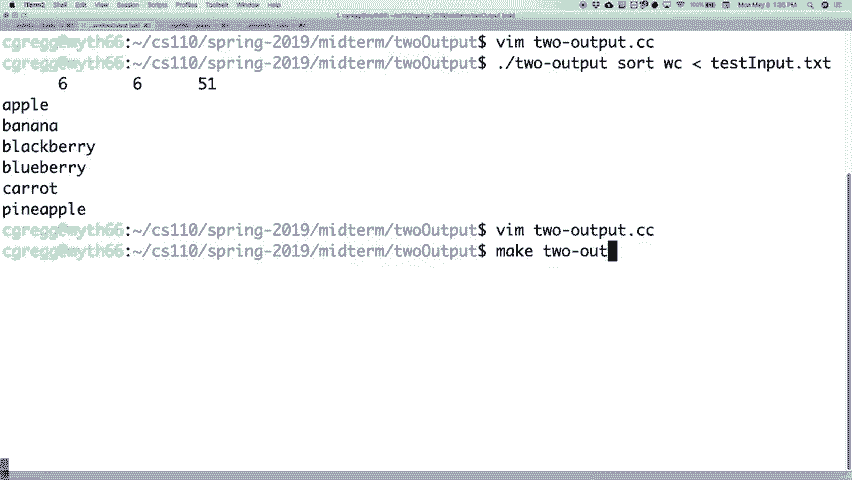 iTerm2 Shell Edit View Session Scripts Profiles Toolbelt Window Help
cgregg@myth66:~/cs110/spring-2019/midterm/twoOutput$ vim two-output.cc
cgregg@myth66:~/cs110/spring-2019/midterm/twoOutput$ ./two-output sort wc < testInput.txt
6 6 51
apple
banana
blackberry
blueberry
carrot
pineapple
cgregg@myth66:~/cs110/spring-2019/midterm/twoOutput$ vim two-output.cc
cgregg@myth66:~/cs110/spring-2019/midterm/twoOutput$ make two-out